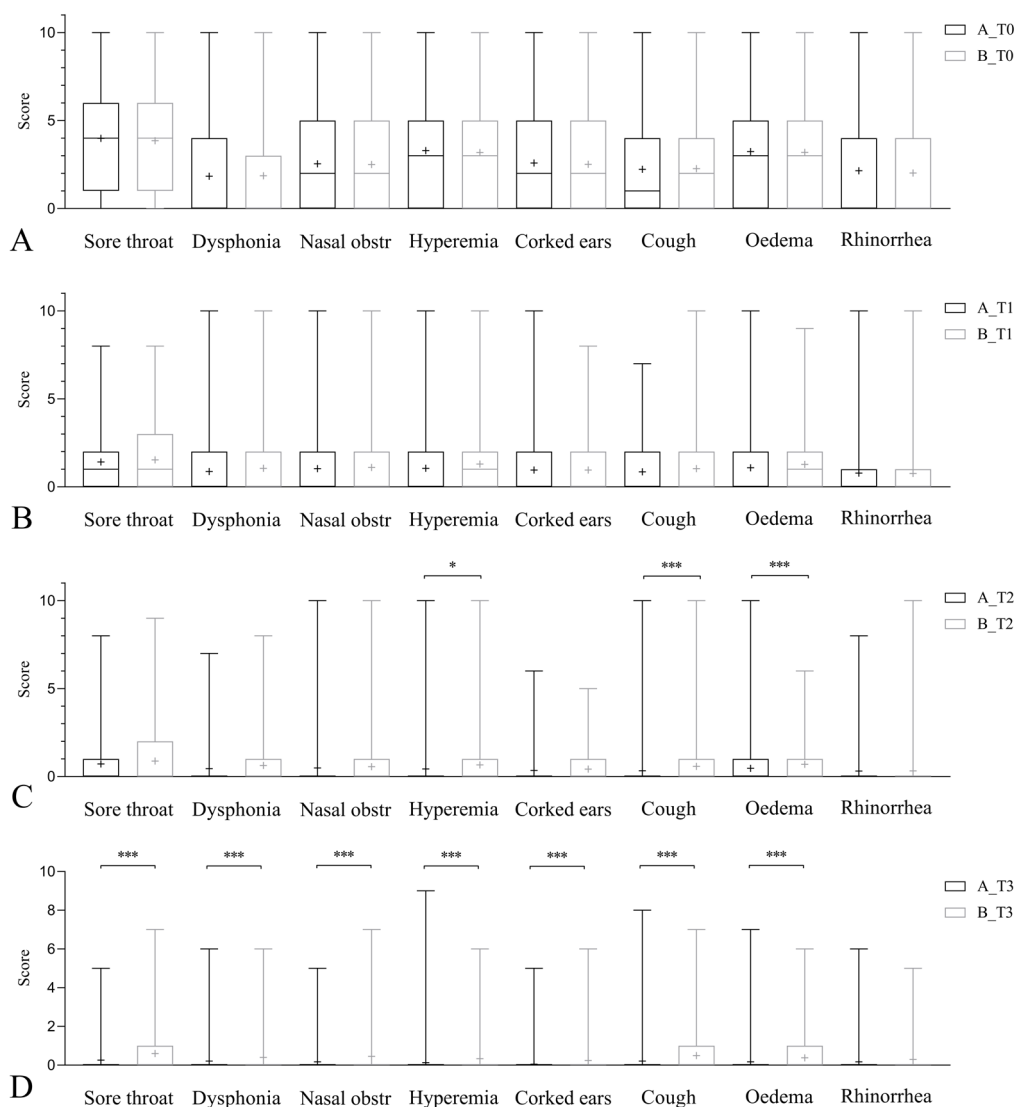 10
5
0
Score
A_T0
B_T0
A
Sore throat Dysphonia Nasal obstr Hyperemia Corked ears Cough Oedema Rhinorrhea
10
5
0
Score
A_T1
B_T1
B
Sore throat Dysphonia Nasal obstr Hyperemia Corked ears Cough Oedema Rhinorrhea
* *** ***
10
5
0
Score
A_T2
B_T2
C
Sore throat Dysphonia Nasal obstr Hyperemia Corked ears Cough Oedema Rhinorrhea
*** *** *** *** *** *** ***
10
8
6
4
2
0
Score
A_T3
B_T3
D
Sore throat Dysphonia Nasal obstr Hyperemia Corked ears Cough Oedema Rhinorrhea